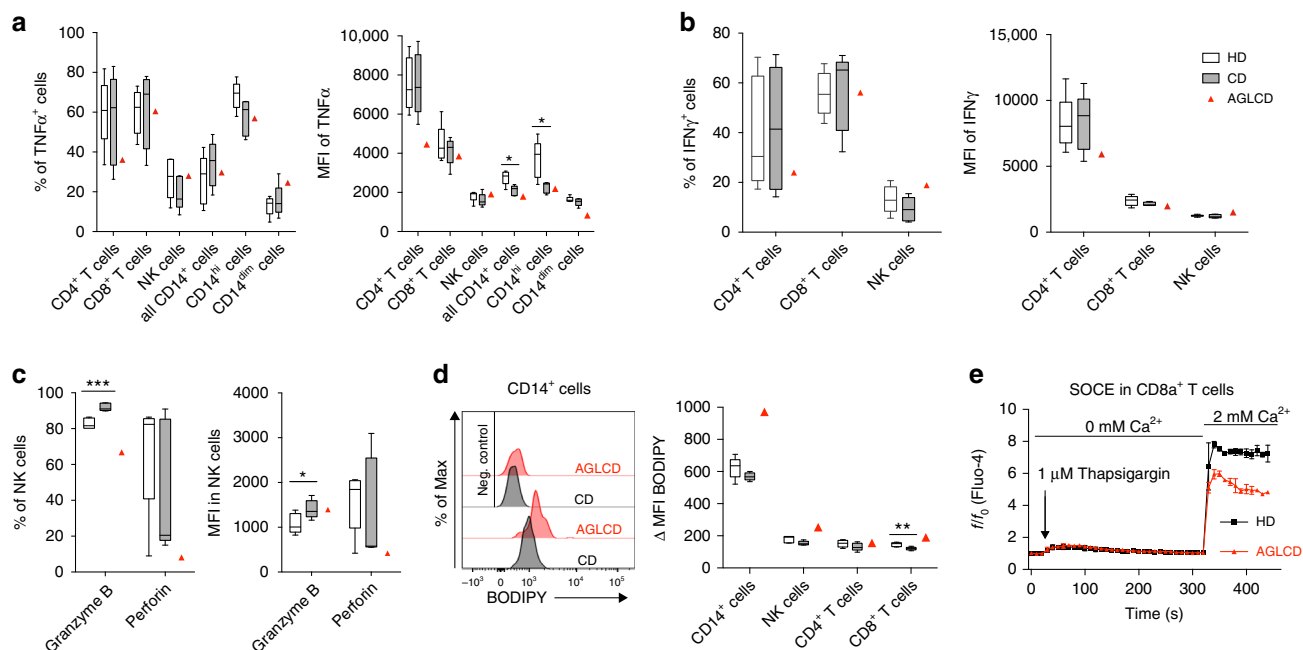 a
% of TNFα⁺ cells
100
80
60
40
20
0
CD4⁺ T cells
CD8⁺ T cells
NK cells
all CD14⁺ cells
CD14ʰⁱ cells
CD14ᵈⁱᵐ cells
MFI of TNFα
10,000
8000
6000
4000
2000
0
*
*
CD4⁺ T cells
CD8⁺ T cells
NK cells
all CD14⁺ cells
CD14ʰⁱ cells
CD14ᵈⁱᵐ cells
b
% of IFNγ⁺ cells
80
60
40
20
0
CD4⁺ T cells
CD8⁺ T cells
NK cells
MFI of IFNγ
15,000
10000
5000
0
CD4⁺ T cells
CD8⁺ T cells
NK cells
HD
CD
AGLCD
c
% of NK cells
100
80
60
40
20
0
***
Granzyme B
Perforin
MFI in NK cells
4000
3000
2000
1000
0
*
Granzyme B
Perforin
d
CD14⁺ cells
% of Max
Neg. control
AGLCD
CD
AGLCD
CD
−10³ 0 10³ 10⁴ 10⁵
BODIPY
Δ MFI BODIPY
1000
800
600
400
200
0
**
CD14⁺ cells
NK cells
CD4⁺ T cells
CD8⁺ T cells
e
SOCE in CD8a⁺ T cells
0 mM Ca²⁺
2 mM Ca²⁺
1 μM Thapsigargin
f/f₀ (Fluo-4)
10
8
6
4
2
0
HD
AGLCD
0 100 200 300 400
Time (s)